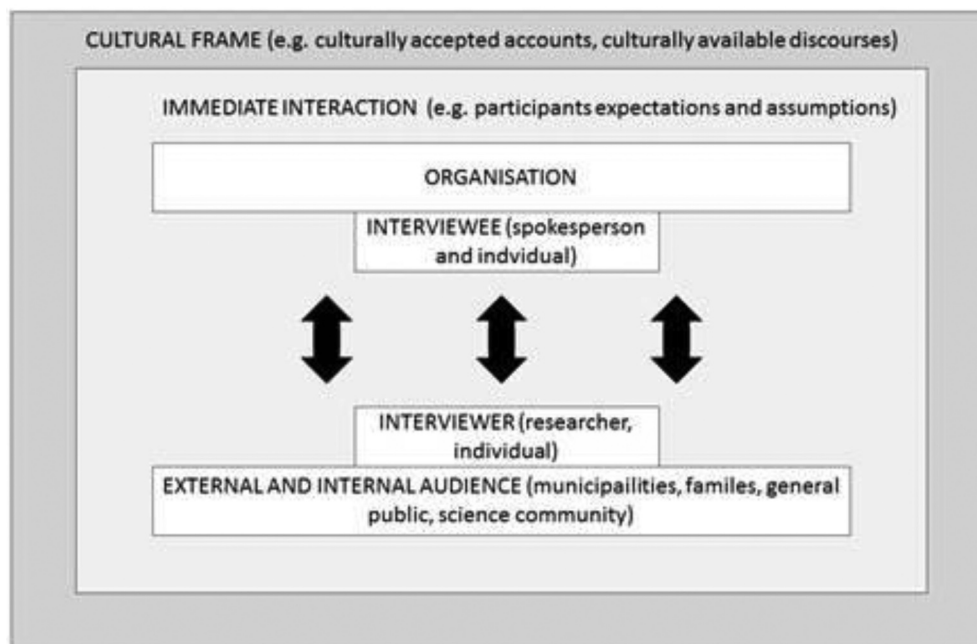 CULTURAL FRAME (e.g. culturally accepted accounts, culturally available discourses)
IMMEDIATE INTERACTION (e.g. participants expectations and assumptions)
ORGANISATION
INTERVIEWEE (spokesperson
and indvidual)
INTERVIEWER (researcher,
individual)
EXTERNAL AND INTERNAL AUDIENCE (municipailities, familes, general
public, science community)